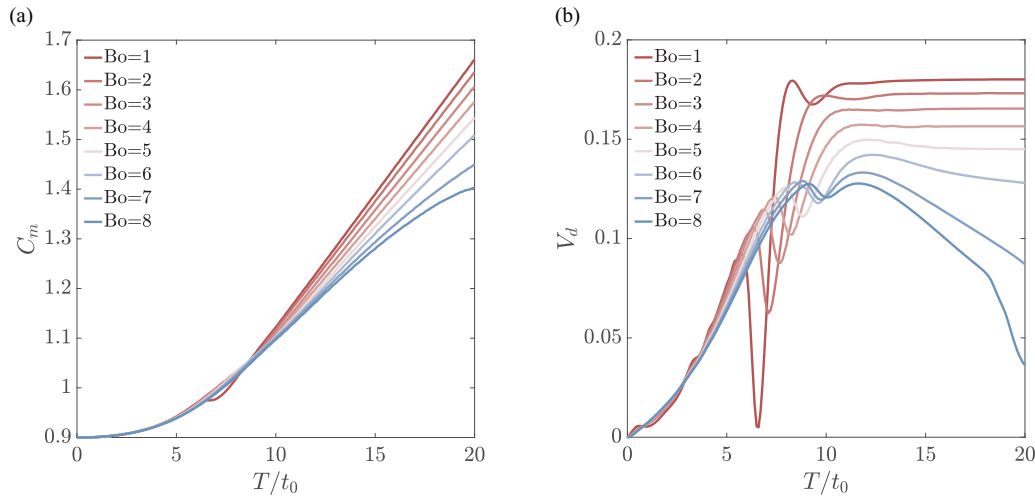 (a)
1.7
1.6
1.5
1.4
1.3
1.2
1.1
1
0.9
C_m
Bo=1
Bo=2
Bo=3
Bo=4
Bo=5
Bo=6
Bo=7
Bo=8
0
5
10
15
20
T/t_0
(b)
0.2
0.15
0.1
0.05
0
V_d
Bo=1
Bo=2
Bo=3
Bo=4
Bo=5
Bo=6
Bo=7
Bo=8
0
5
10
15
20
T/t_0